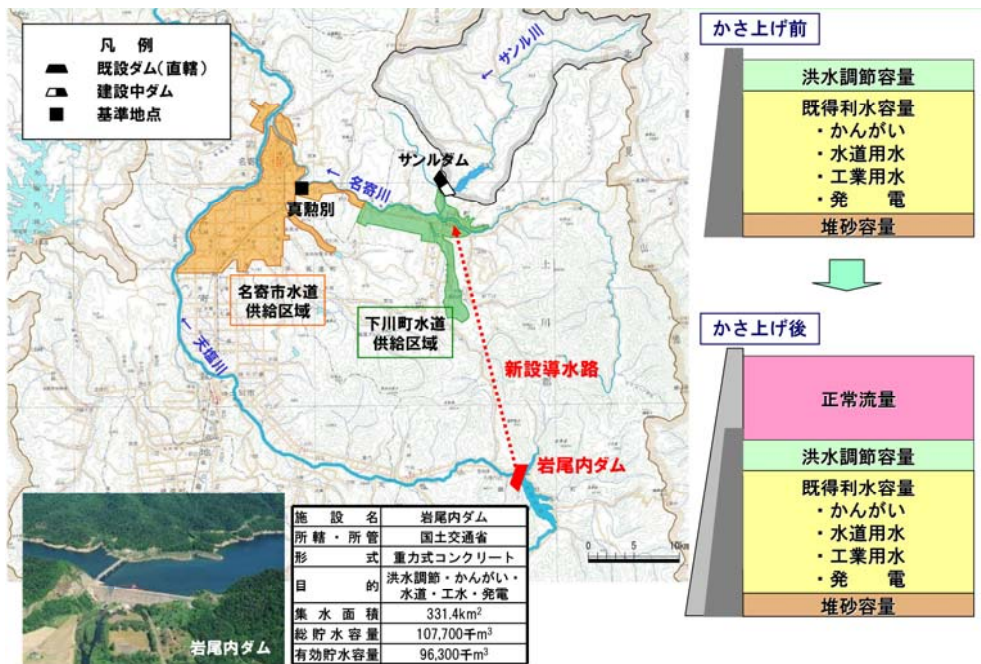 凡　例
既設ダム(直轄)
建設中ダム
基準地点
← サンル川
サンルダム
← 名寄川
真勲別
名寄市水道
供給区域
下川町水道
供給区域
← 天塩川
新設導水路
岩尾内ダム
0 10km
岩尾内ダム
施設名 岩尾内ダム
所轄・所管 国土交通省
形式 重力式コンクリート
目的 洪水調節・かんがい・
水道・工水・発電
集水面積 331.4km²
総貯水容量 107,700千m³
有効貯水容量 96,300千m³
かさ上げ前
洪水調節容量
既得利水容量
・かんがい
・水道用水
・工業用水
・発　電
堆砂容量
かさ上げ後
正常流量
洪水調節容量
既得利水容量
・かんがい
・水道用水
・工業用水
・発　電
堆砂容量